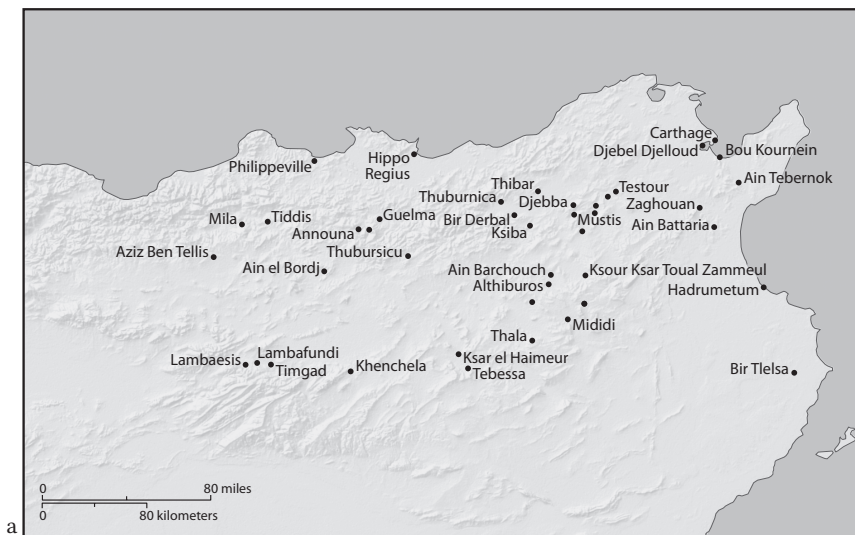 Carthage
Djebel Djelloud
Bou Kournein
Philippeville
Hippo
Regius
Thibar
Testour
Ain Tebernok
Thuburnica
Djebba
Zaghouan
Mila
Tiddis
Guelma
Bir Derbal
Mustis
Announa
Ksiba
Ain Battaria
Aziz Ben Tellis
Thubursicu
Ain el Bordj
Ain Barchouch
Ksour Ksar Toual Zammeul
Althiburos
Hadrumetum
Mididi
Thala
Lambaesis
Lambafundi
Timgad
Khenchela
Ksar el Haimeur
Tebessa
Bir Tlelsa
0 80 miles
0 80 kilometers
a